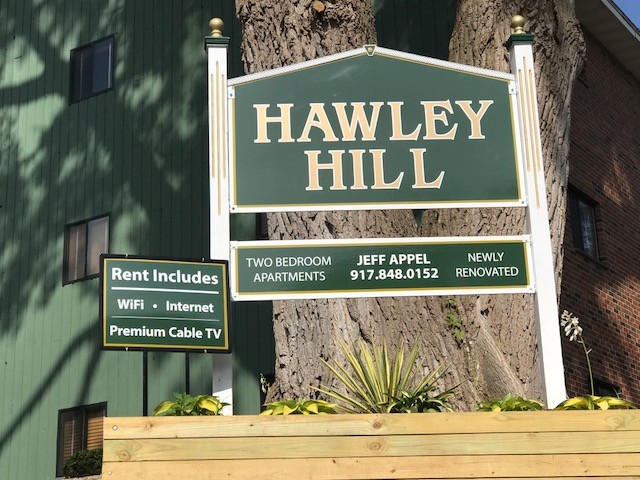 HAWLEY
HILL
TWO BEDROOM
APARTMENTS
JEFF APPEL
917.848.0152
NEWLY
RENOVATED
Rent Includes
WiFi • Internet
Premium Cable TV